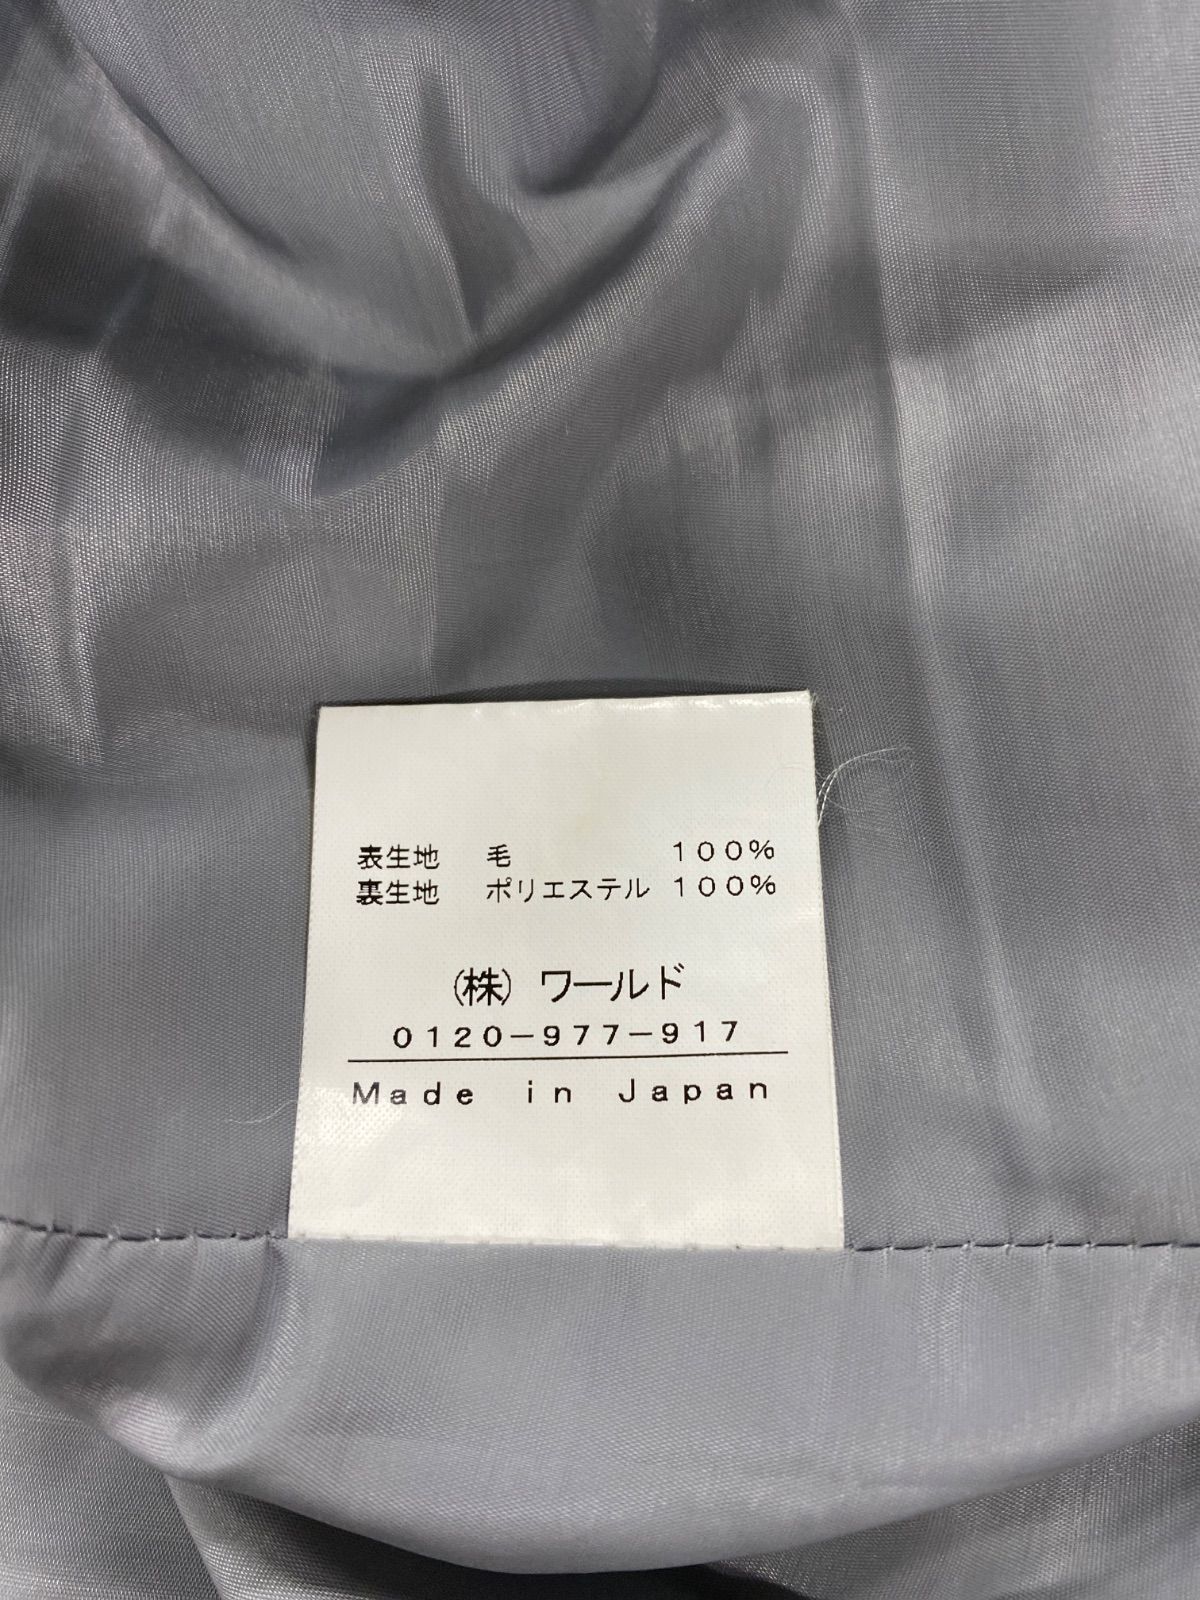 表生地 毛 100%
裏生地 ポリエステル 100%
(株) ワールド
0120-977-917
Made in Japan